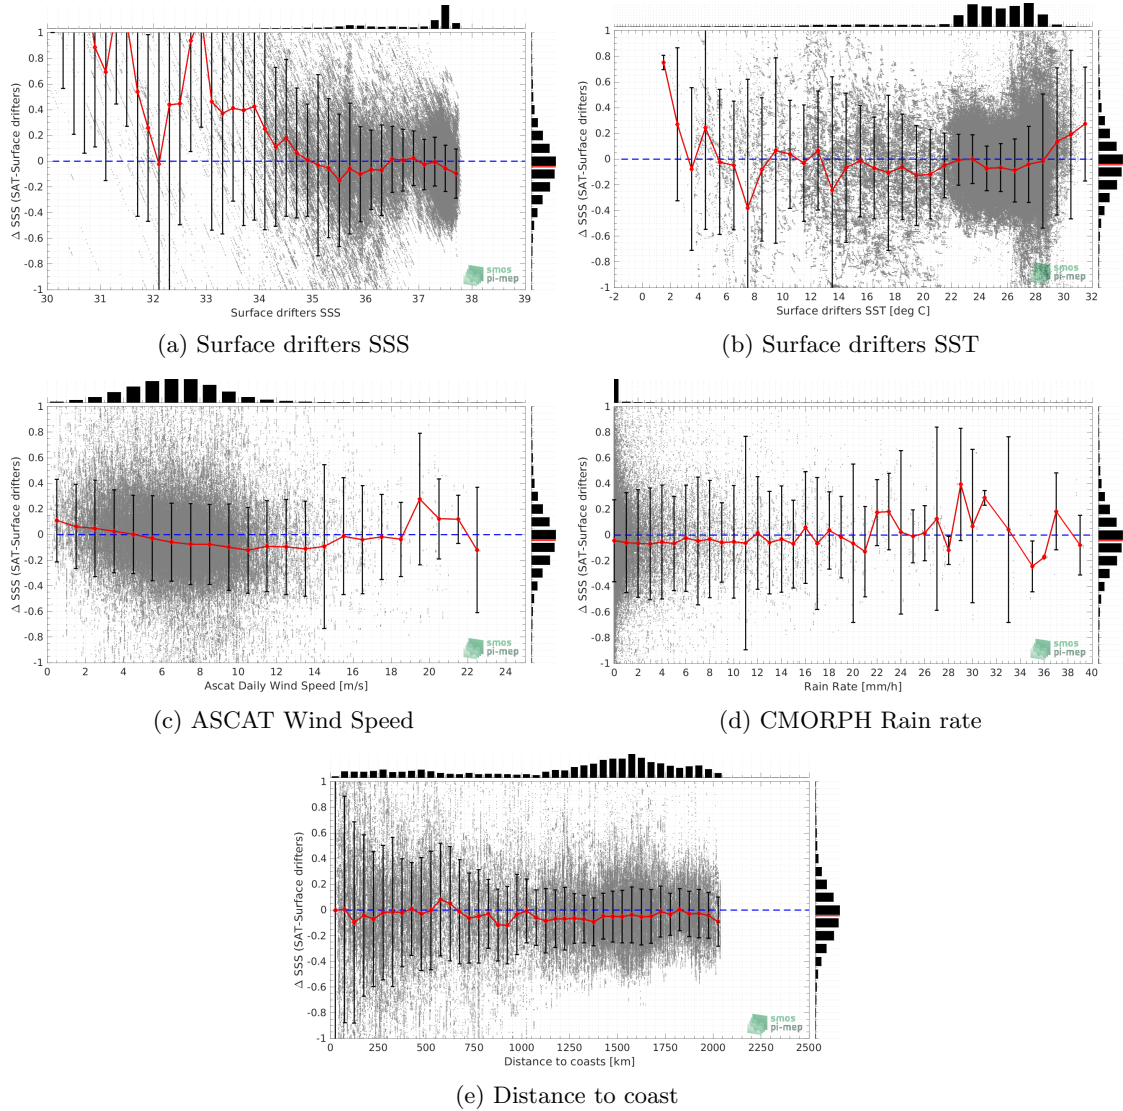 1
0.8
0.6
0.4
0.2
0
-0.2
-0.4
-0.6
-0.8
-1
Δ SSS (SAT-Surface drifters)
30 31 32 33 34 35 36 37 38 39
Surface drifters SSS
smos
pi-mep
(a) Surface drifters SSS
1
0.8
0.6
0.4
0.2
0
-0.2
-0.4
-0.6
-0.8
-1
Δ SSS (SAT-Surface drifters)
-2 0 2 4 6 8 10 12 14 16 18 20 22 24 26 28 30 32
Surface drifters SST [deg C]
smos
pi-mep
(b) Surface drifters SST
1
0.8
0.6
0.4
0.2
0
-0.2
-0.4
-0.6
-0.8
-1
Δ SSS (SAT-Surface drifters)
0 2 4 6 8 10 12 14 16 18 20 22 24
Ascat Daily Wind Speed [m/s]
smos
pi-mep
(c) ASCAT Wind Speed
1
0.8
0.6
0.4
0.2
0
-0.2
-0.4
-0.6
-0.8
-1
Δ SSS (SAT-Surface drifters)
0 2 4 6 8 10 12 14 16 18 20 22 24 26 28 30 32 34 36 38 40
Rain Rate [mm/h]
smos
pi-mep
(d) CMORPH Rain rate
1
0.8
0.6
0.4
0.2
0
-0.2
-0.4
-0.6
-0.8
-1
Δ SSS (SAT-Surface drifters)
0 250 500 750 1000 1250 1500 1750 2000 2250 2500
Distance to coasts [km]
smos
pi-mep
(e) Distance to coast